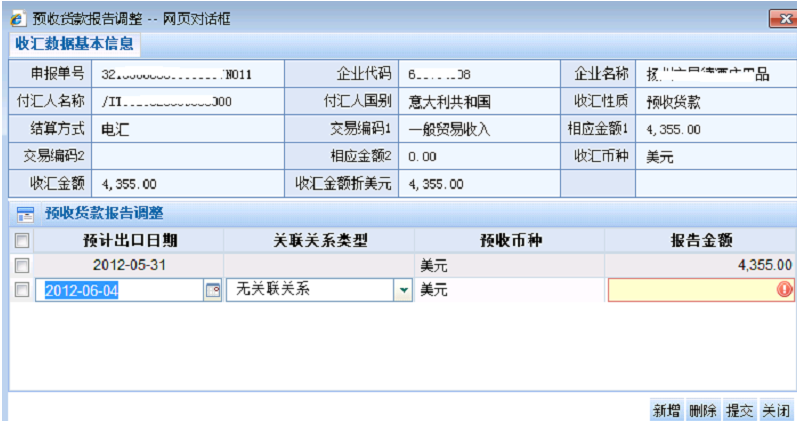 预收货款报告调整 -- 网页对话框
收汇数据基本信息
申报单号 N011 企业代码 企业名称
付汇人名称 付汇人国别 意大利共和国 收汇性质 预收货款
结算方式 电汇 交易编码1 一般贸易收入 相应金额1 4,355.00
交易编码2 相应金额2 0.00 收汇币种 美元
收汇金额 4,355.00 收汇金额折美元 4,355.00
预收货款报告调整
预计出口日期 关联关系类型 预收币种 报告金额
2012-05-31 美元 4,355.00
2012-06-04 无关联关系 美元
新增 删除 提交 关闭